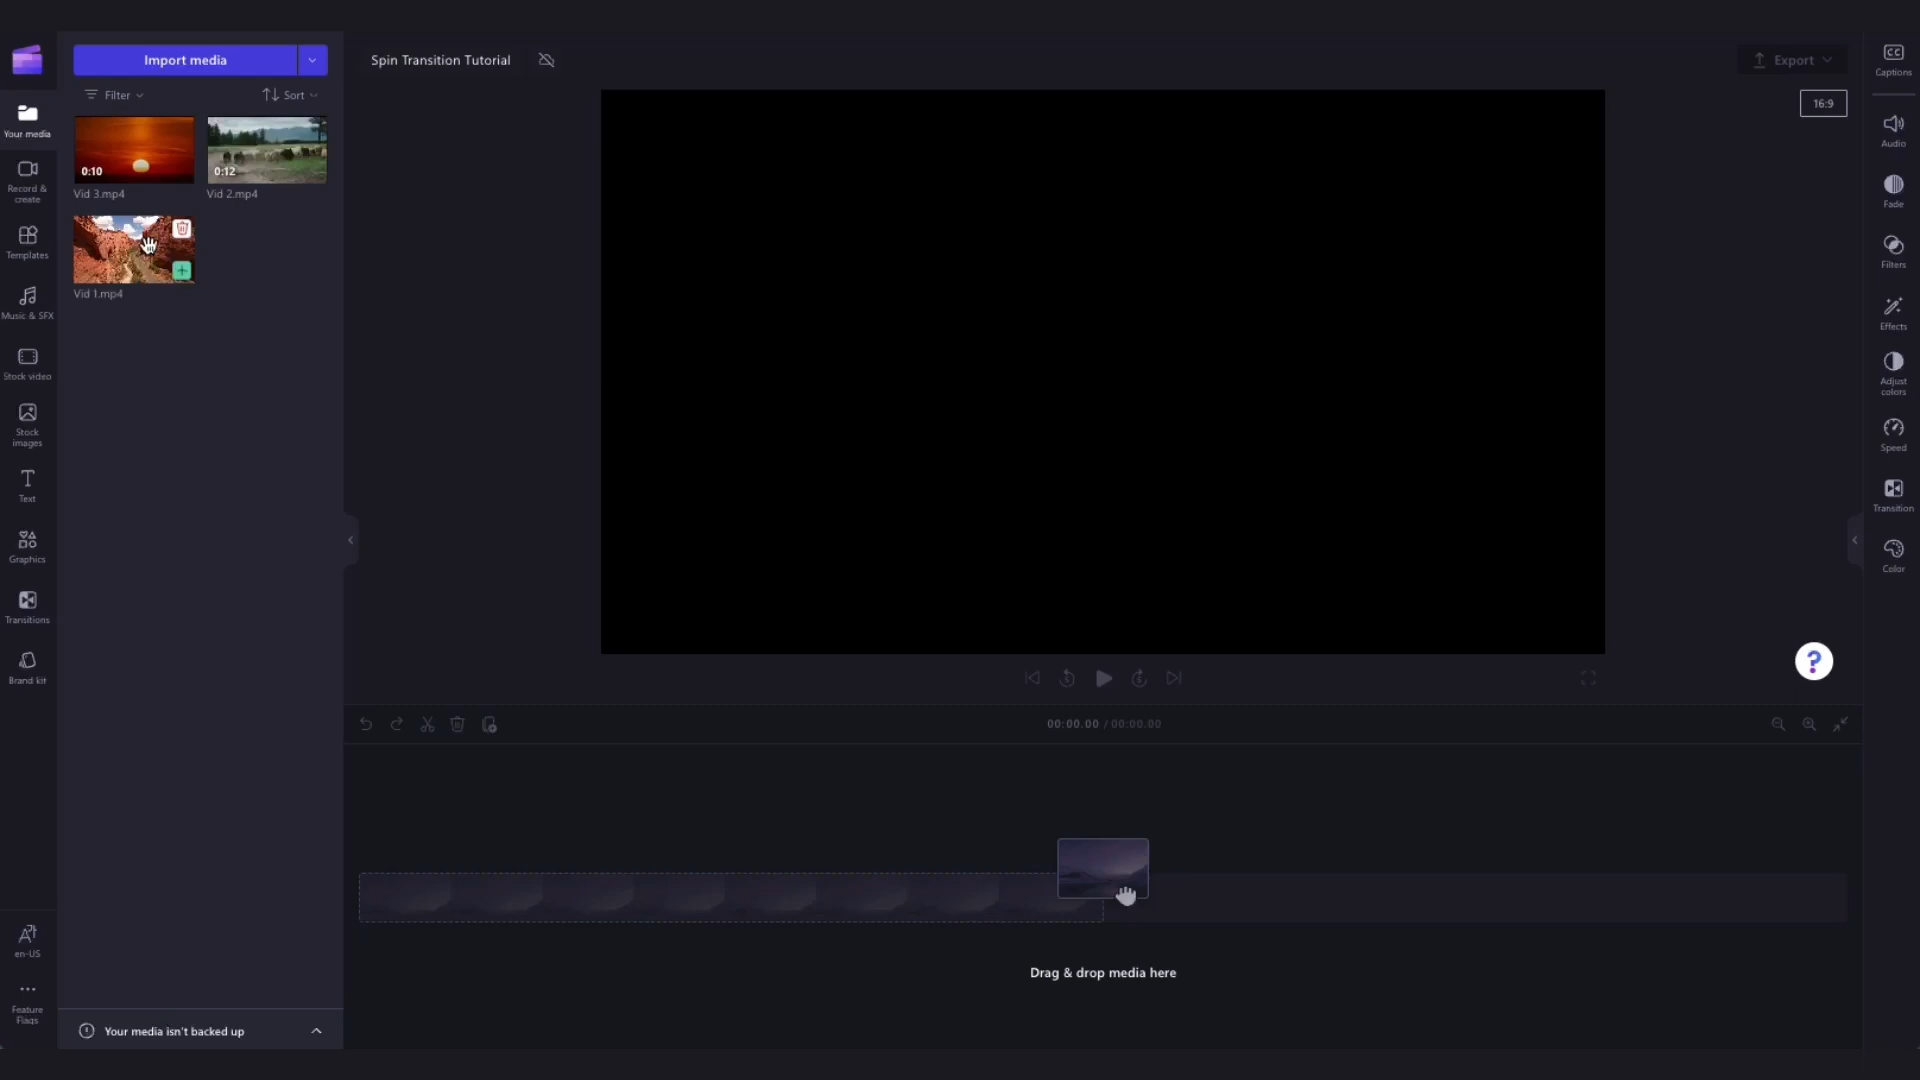 Import media
Spin Transition Tutorial
Export
16:9
Filter
Sort
0:10
Vid 3.mp4
0:12
Vid 2.mp4
Vid 1.mp4
Your media
Record &
create
Templates
Music & SFX
Stock video
Stock
images
Text
Graphics
Transitions
Brand kit
A
en-US
Feature
Flags
CC
Captions
Audio
Fade
Filters
Effects
Adjust
colors
Speed
Transition
Color
?
5
5
00:00.00 / 00:00.00
Drag & drop media here
Your media isn't backed up